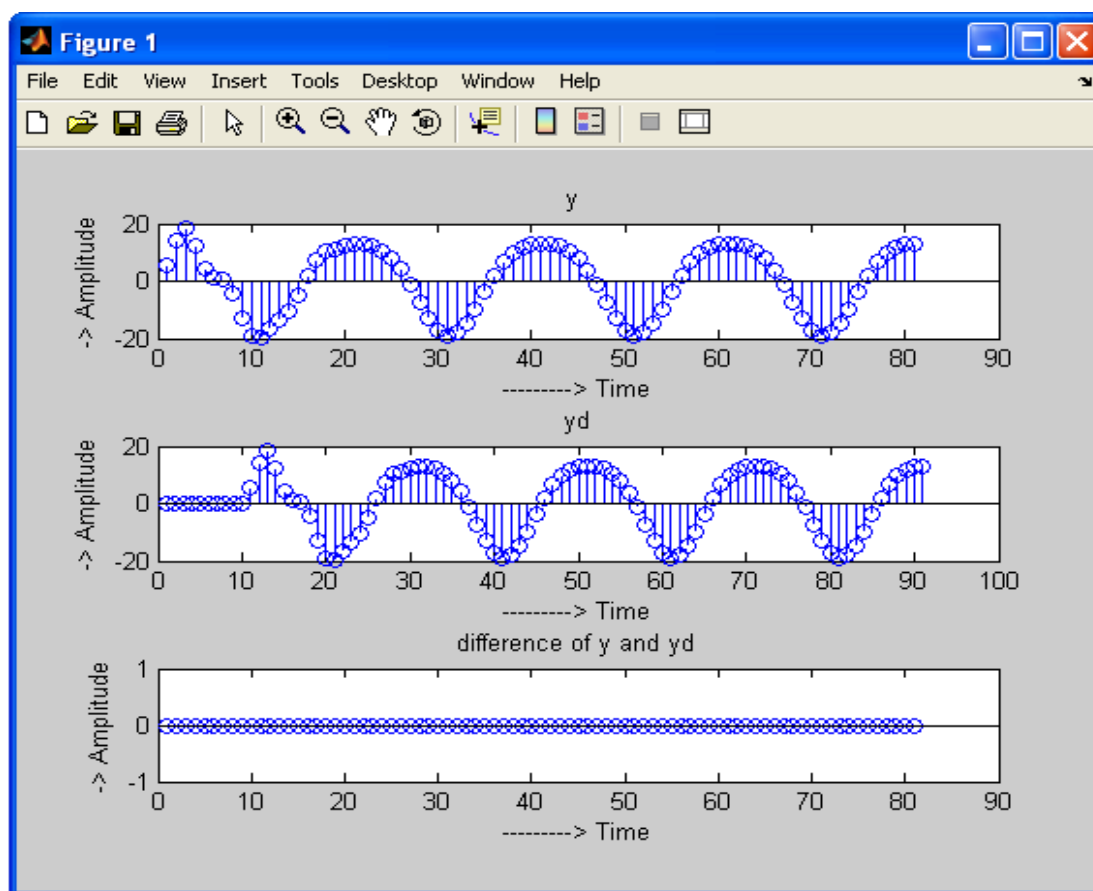 Figure 1
File Edit View Insert Tools Desktop Window Help
y
-> Amplitude
20
0
-20
0 10 20 30 40 50 60 70 80 90
---------> Time
yd
-> Amplitude
20
0
-20
0 10 20 30 40 50 60 70 80 90 100
---------> Time
difference of y and yd
-> Amplitude
1
0
-1
0 10 20 30 40 50 60 70 80 90
---------> Time